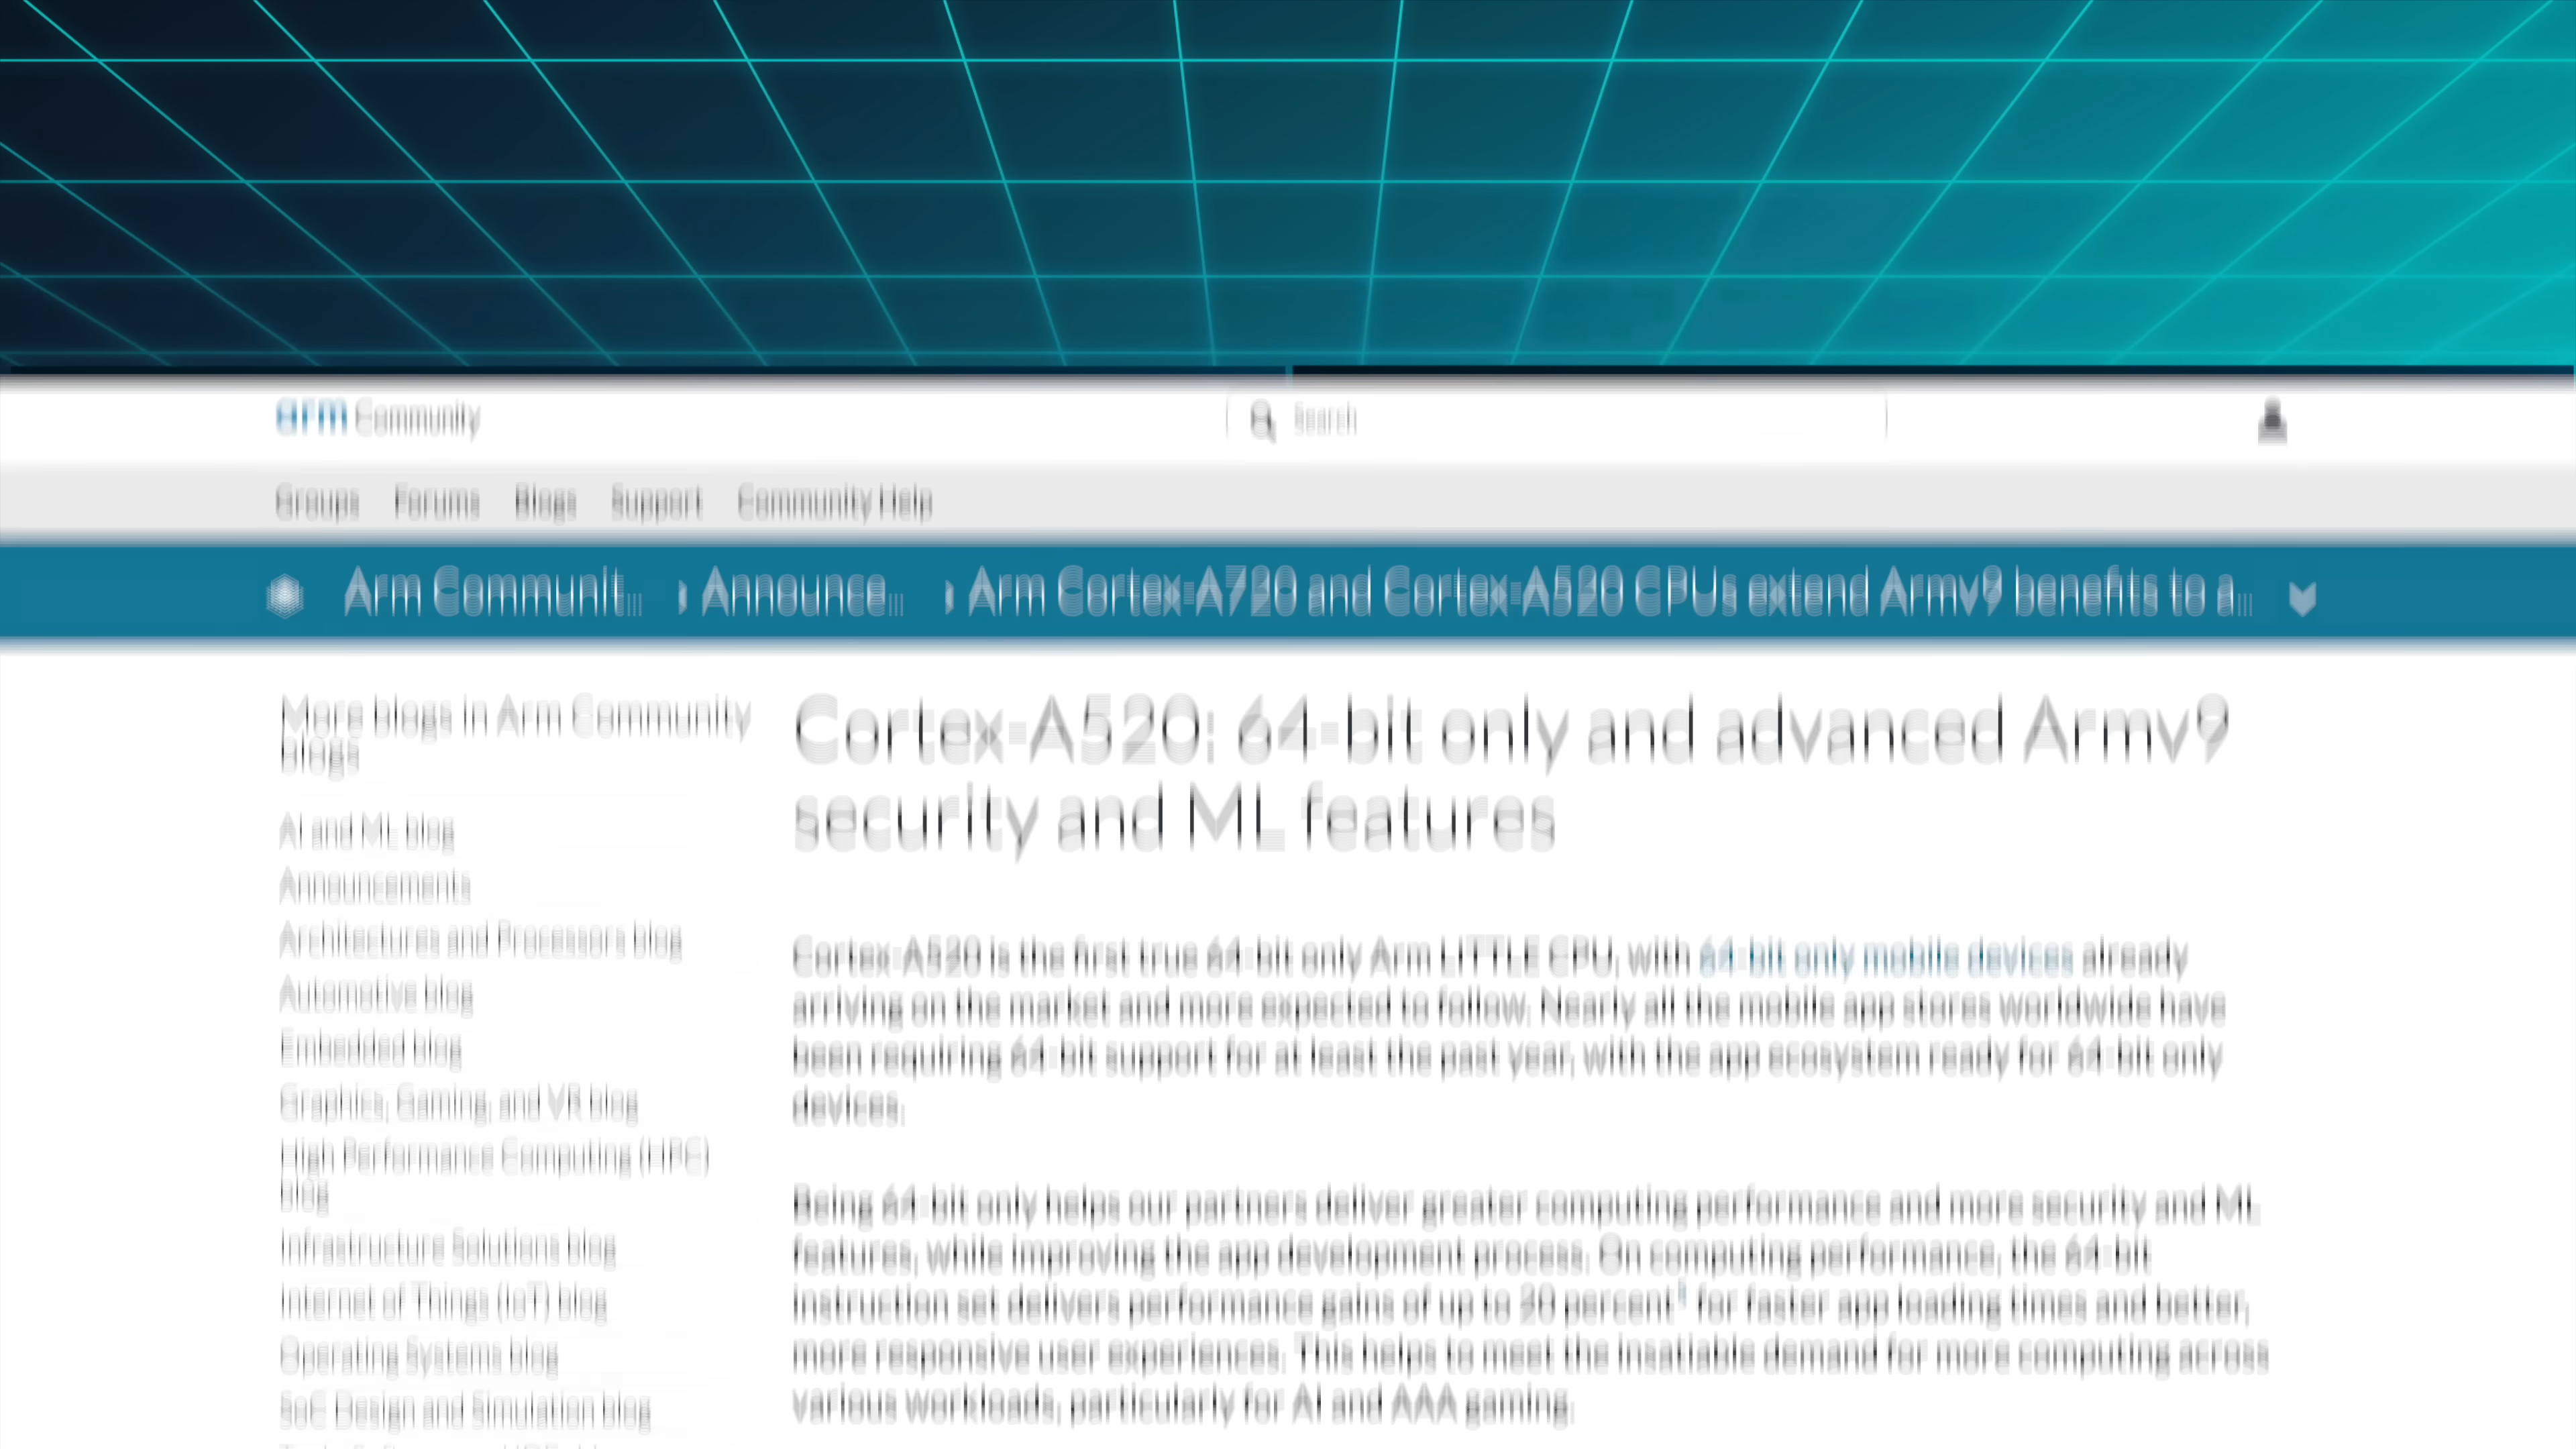 arm Community
Search
Groups Forums Blogs Support Community Help
Arm Communit... › Announce... › Arm Cortex-A720 and Cortex-A520 CPUs extend Armv9 benefits to a...
More blogs in Arm Community
blogs
AI and ML blog
Announcements
Architectures and Processors blog
Automotive blog
Embedded blog
Graphics, Gaming, and VR blog
High Performance Computing (HPC)
blog
Infrastructure Solutions blog
Internet of Things (IoT) blog
Operating Systems blog
SoC Design and Simulation blog
Cortex-A520: 64-bit only and advanced Armv9
security and ML features
Cortex-A520 is the first true 64-bit only Arm LITTLE CPU, with 64-bit only mobile devices already
arriving on the market and more expected to follow. Nearly all the mobile app stores worldwide have
been requiring 64-bit support for at least the past year, with the app ecosystem ready for 64-bit only
devices.
Being 64-bit only helps our partners deliver greater computing performance and more security and ML
features, while improving the app development process. On computing performance, the 64-bit
instruction set delivers performance gains of up to 20 percent for faster app loading times and better,
more responsive user experiences. This helps to meet the insatiable demand for more computing across
various workloads, particularly for AI and AAA gaming.